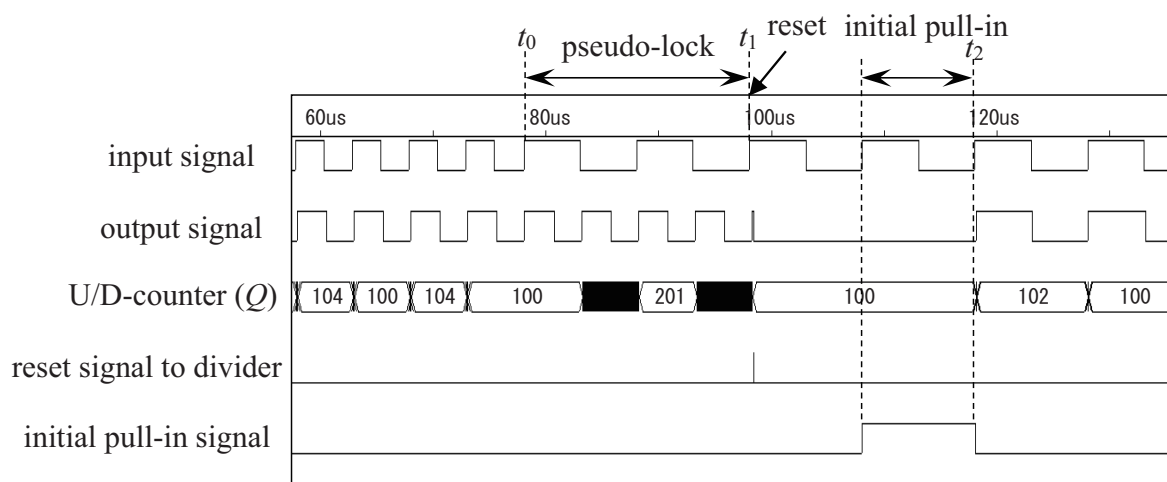 t0 pseudo-lock t1 reset initial pull-in t2
60us 80us 100us 120us
input signal
output signal
U/D-counter (Q) 104 100 104 100 201 100 102 100
reset signal to divider
initial pull-in signal